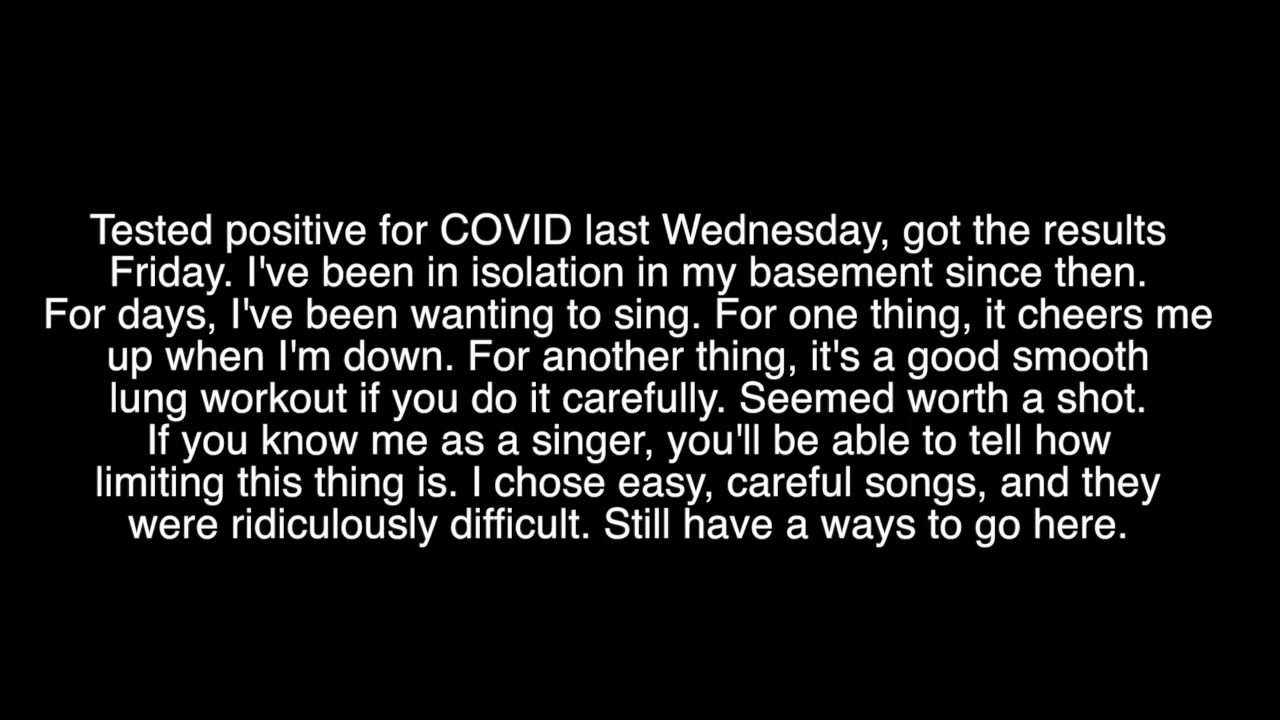 Tested positive for COVID last Wednesday, got the results
Friday. I've been in isolation in my basement since then.
For days, I've been wanting to sing. For one thing, it cheers me
up when I'm down. For another thing, it's a good smooth
lung workout if you do it carefully. Seemed worth a shot.
If you know me as a singer, you'll be able to tell how
limiting this thing is. I chose easy, careful songs, and they
were ridiculously difficult. Still have a ways to go here.